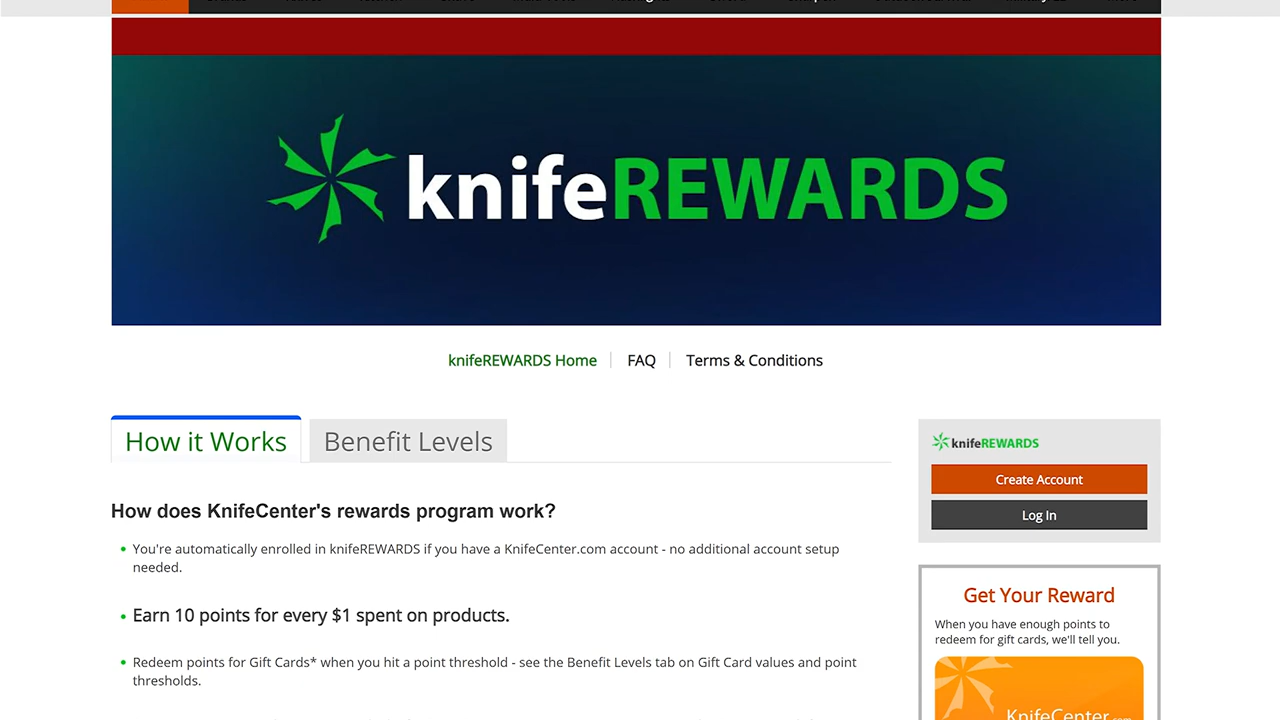 knifeREWARDS
knifeREWARDS Home
FAQ
Terms & Conditions
How it Works
Benefit Levels
How does KnifeCenter's rewards program work?
You're automatically enrolled in knifeREWARDS if you have a KnifeCenter.com account - no additional account setup
needed.
Earn 10 points for every $1 spent on products.
Redeem points for Gift Cards* when you hit a point threshold - see the Benefit Levels tab on Gift Card values and point
thresholds.
knifeREWARDS
Create Account
Log In
Get Your Reward
When you have enough points to
redeem for gift cards, we'll tell you.
KnifeCenter.com